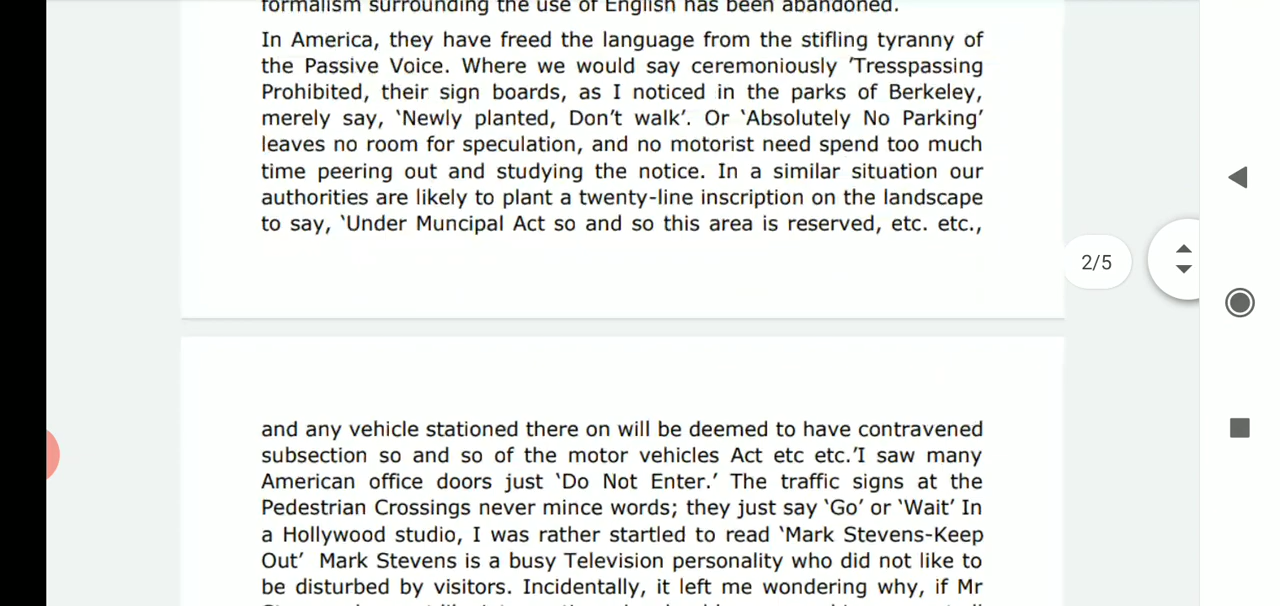 formalism surrounding the use of English has been abandoned.
In America, they have freed the language from the stifling tyranny of
the Passive Voice. Where we would say ceremoniously ’Tresspassing
Prohibited, their sign boards, as I noticed in the parks of Berkeley,
merely say, ‘Newly planted, Don’t walk’. Or ‘Absolutely No Parking’
leaves no room for speculation, and no motorist need spend too much
time peering out and studying the notice. In a similar situation our
authorities are likely to plant a twenty-line inscription on the landscape
to say, ‘Under Muncipal Act so and so this area is reserved, etc. etc.,
2/5
and any vehicle stationed there on will be deemed to have contravened
subsection so and so of the motor vehicles Act etc etc.’I saw many
American office doors just ‘Do Not Enter.’ The traffic signs at the
Pedestrian Crossings never mince words; they just say ‘Go’ or ‘Wait’ In
a Hollywood studio, I was rather startled to read ‘Mark Stevens-Keep
Out’ Mark Stevens is a busy Television personality who did not like to
be disturbed by visitors. Incidentally, it left me wondering why, if Mr